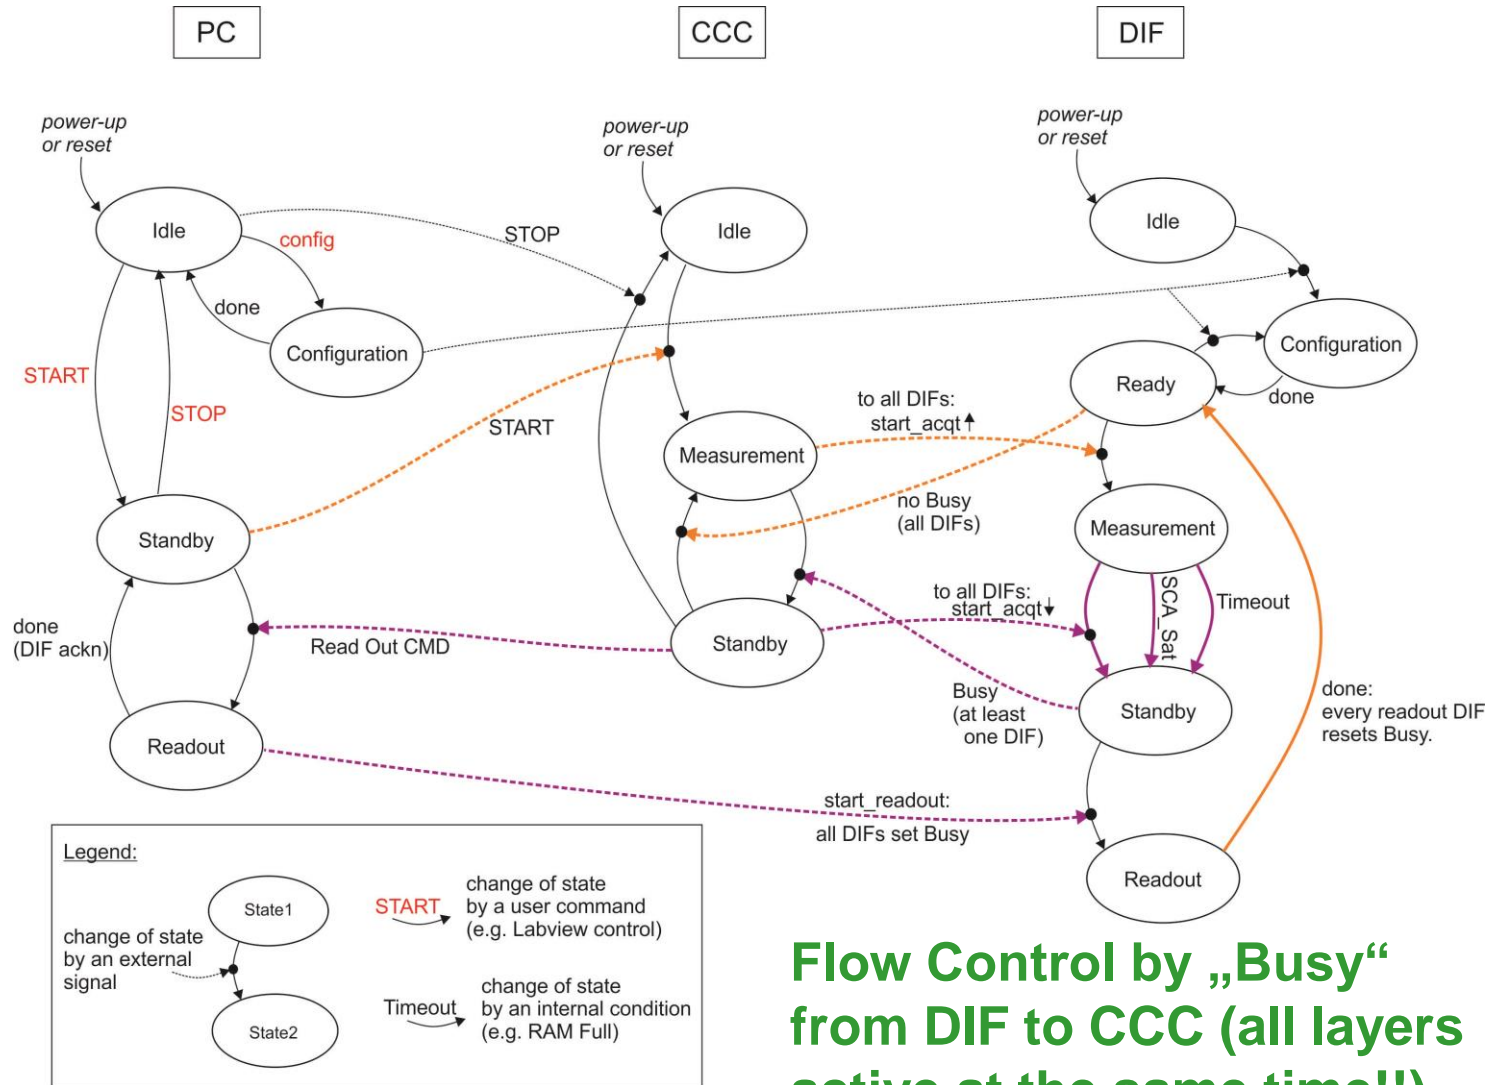 PC
CCC
DIF
power-up
or reset
Idle
config
done
Configuration
START
STOP
Standby
done
(DIF ackn)
Readout
STOP
START
Read Out CMD
power-up
or reset
Idle
Measurement
Standby
to all DIFs:
start_acqt↑
no Busy
(all DIFs)
to all DIFs:
start_acqt↓
Busy
(at least
one DIF)
start_readout:
all DIFs set Busy
power-up
or reset
Idle
Configuration
Ready
done
Measurement
SCA_Sat
Timeout
Standby
done:
every readout DIF
resets Busy.
Readout
Legend:
State1
change of state
by an external
signal
State2
START
change of state
by a user command
(e.g. Labview control)
Timeout
change of state
by an internal condition
(e.g. RAM Full)
Flow Control by „Busy“
from DIF to CCC (all layers
active at the same time!!)